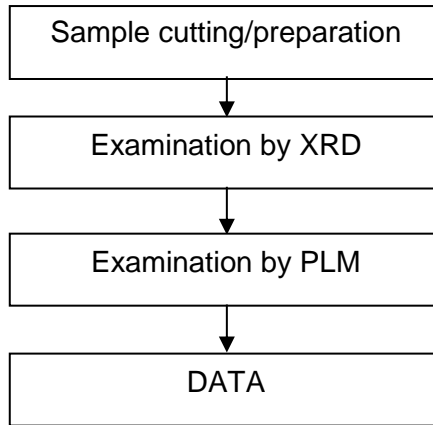 Sample cutting/preparation
Examination by XRD
Examination by PLM
DATA